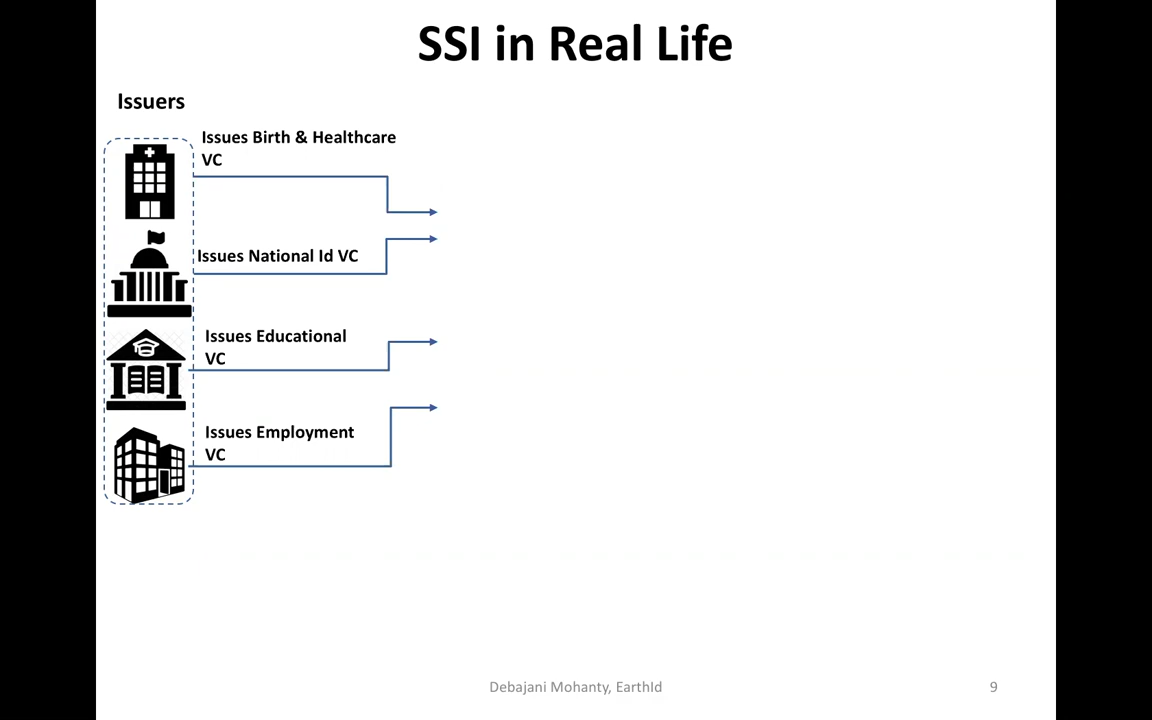 SSI in Real Life
Issuers
Issues Birth & Healthcare
VC
Issues National Id VC
Issues Educational
VC
Issues Employment
VC
Debajani Mohanty, EarthId
9